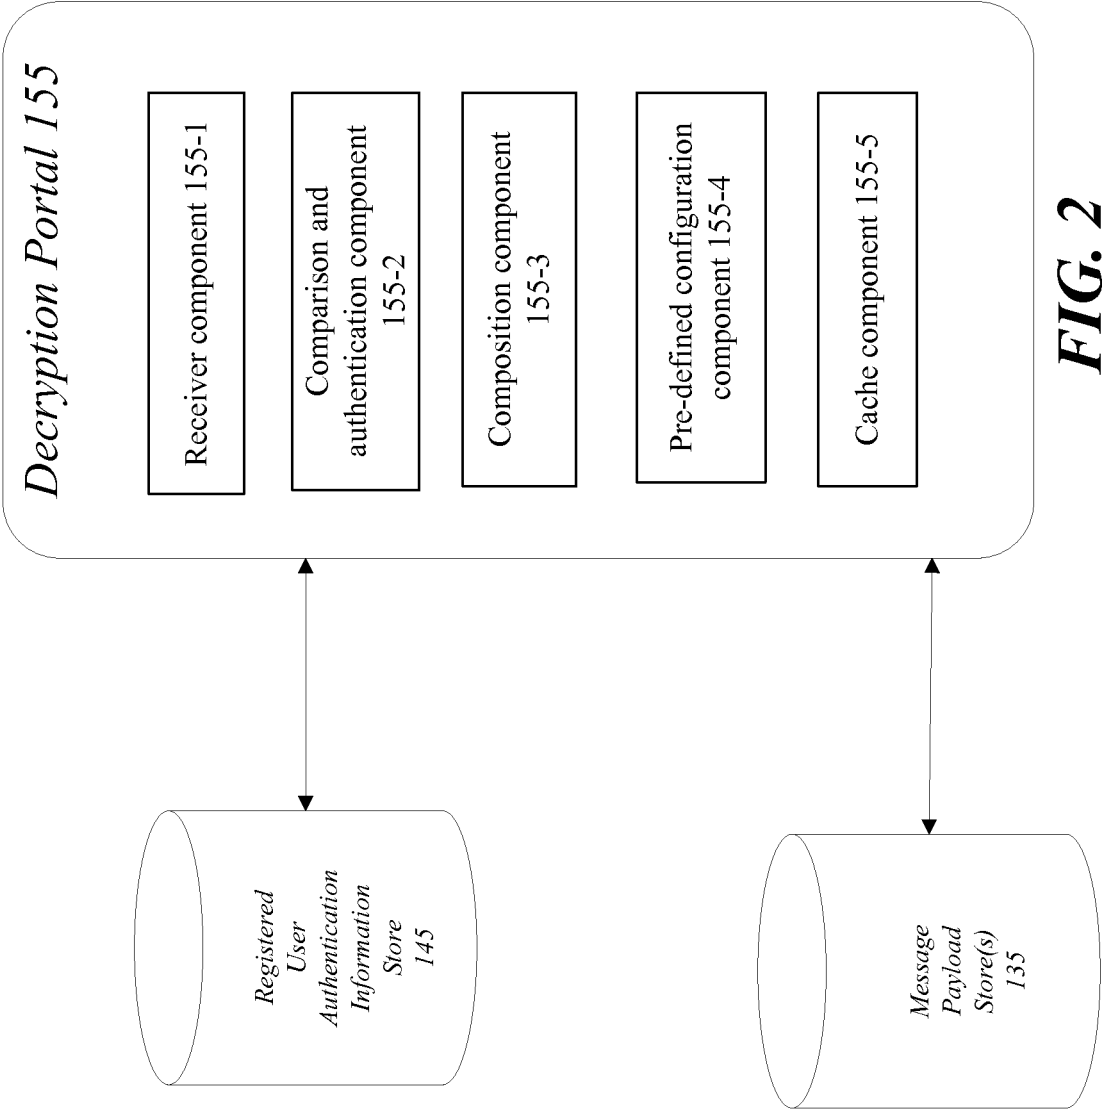 Decryption Portal 155
Receiver component 155-1
Comparison and
authentication component
155-2
Composition component
155-3
Pre-defined configuration
component 155-4
Cache component 155-5
Registered
User
Authentication
Information
Store
145
Message
Payload
Store(s)
135
FIG. 2